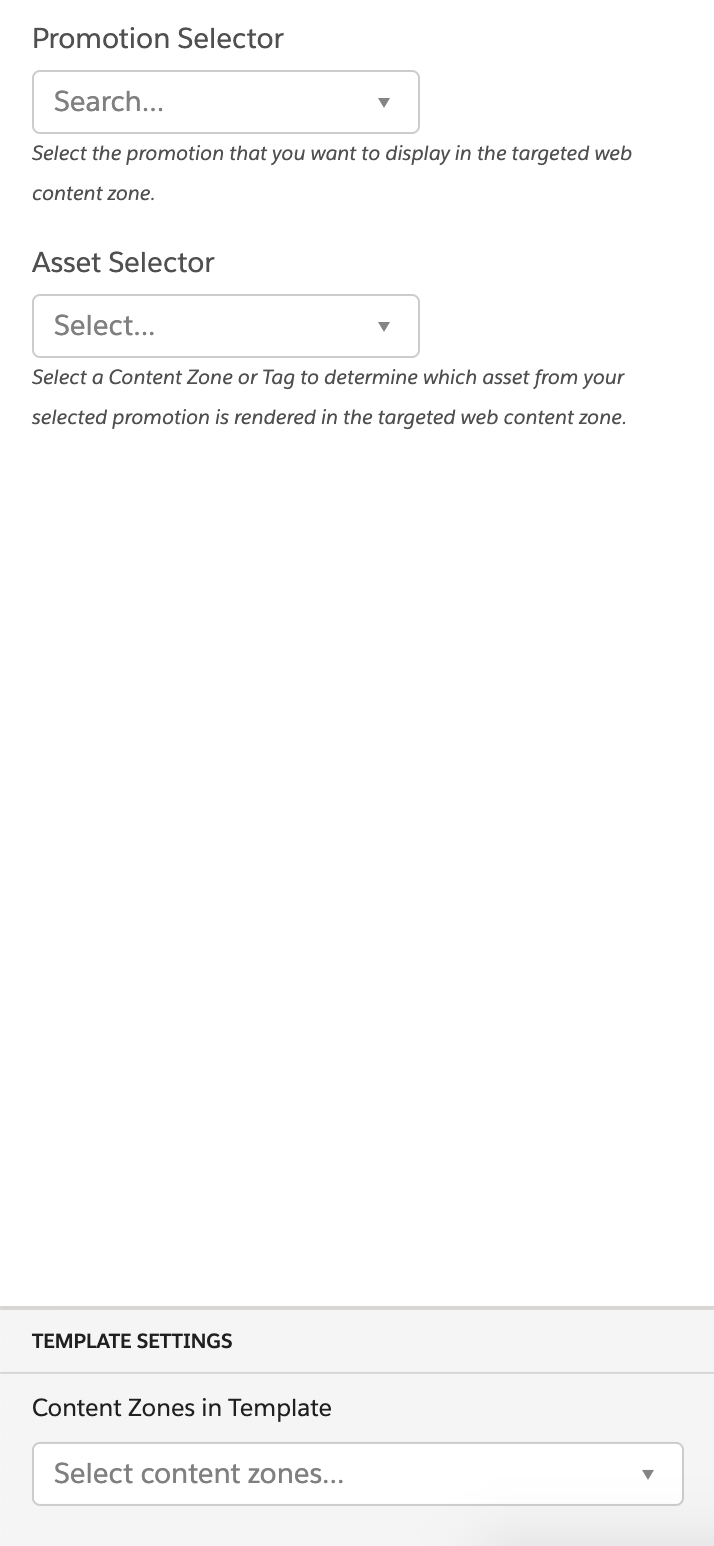 Promotion Selector
Search...
Select the promotion that you want to display in the targeted web
content zone.
Asset Selector
Select...
Select a Content Zone or Tag to determine which asset from your
selected promotion is rendered in the targeted web content zone.
TEMPLATE SETTINGS
Content Zones in Template
Select content zones...